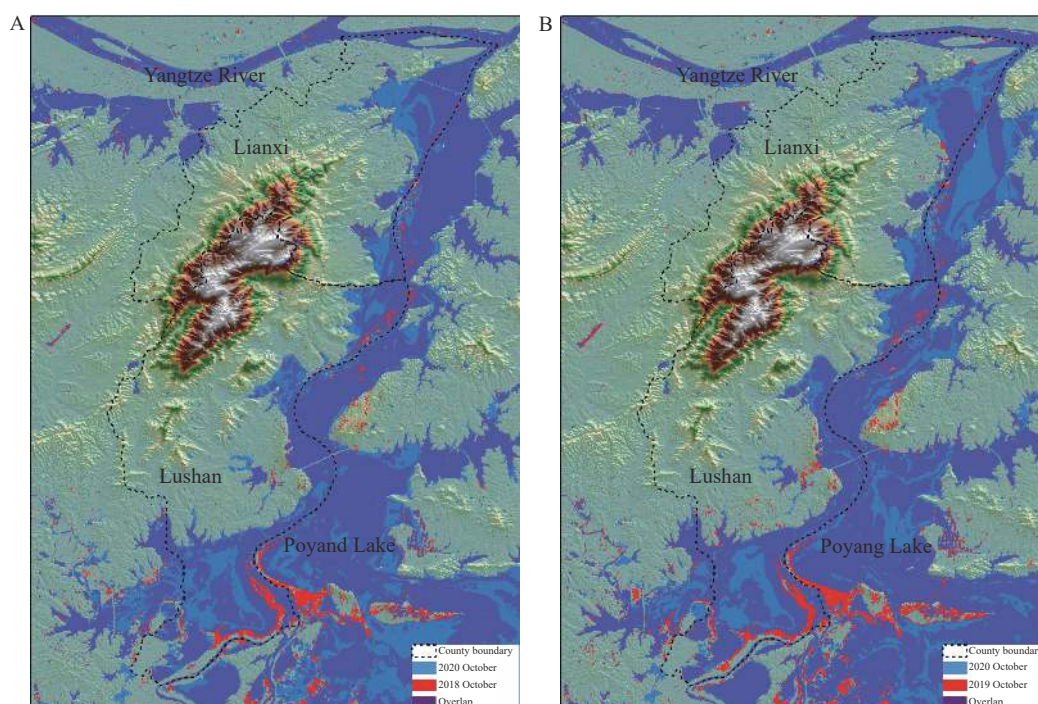 A
Yangtze River
Lianxi
Lushan
Poyand Lake
County boundary
2020 October
2018 October
Overlap
B
Yangtze River
Lianxi
Lushan
Poyang Lake
County boundary
2020 October
2019 October
Overlap